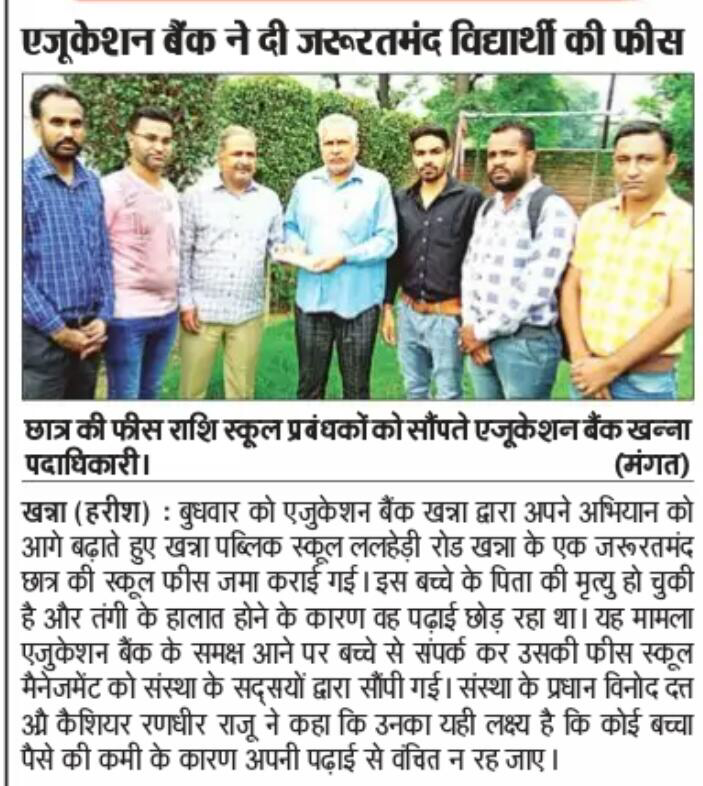 एजूकेशन बैंक ने दी जरूरतमंद विद्यार्थी की फीस
छात्र की फीस राशि स्कूल प्रबंधकों को सौंपते एजूकेशन बैंक खन्ना
पदाधिकारी। (मंगत)
खन्ना (हरीश) : बुधवार को एजुकेशन बैंक खन्ना द्वारा अपने अभियान को
आगे बढ़ाते हुए खन्ना पब्लिक स्कूल ललहेड़ी रोड खन्ना के एक जरूरतमंद
छात्र की स्कूल फीस जमा कराई गई। इस बच्चे के पिता की मृत्यु हो चुकी
है और तंगी के हालात होने के कारण वह पढ़ाई छोड़ रहा था। यह मामला
एजुकेशन बैंक के समक्ष आने पर बच्चे से संपर्क कर उसकी फीस स्कूल
मैनेजमेंट को संस्था के सद्सयों द्वारा सौंपी गई। संस्था के प्रधान विनोद दत्त
औ्र कैशियर रणधीर राजू ने कहा कि उनका यही लक्ष्य है कि कोई बच्चा
पैसे की कमी के कारण अपनी पढ़ाई से वंचित न रह जाए।